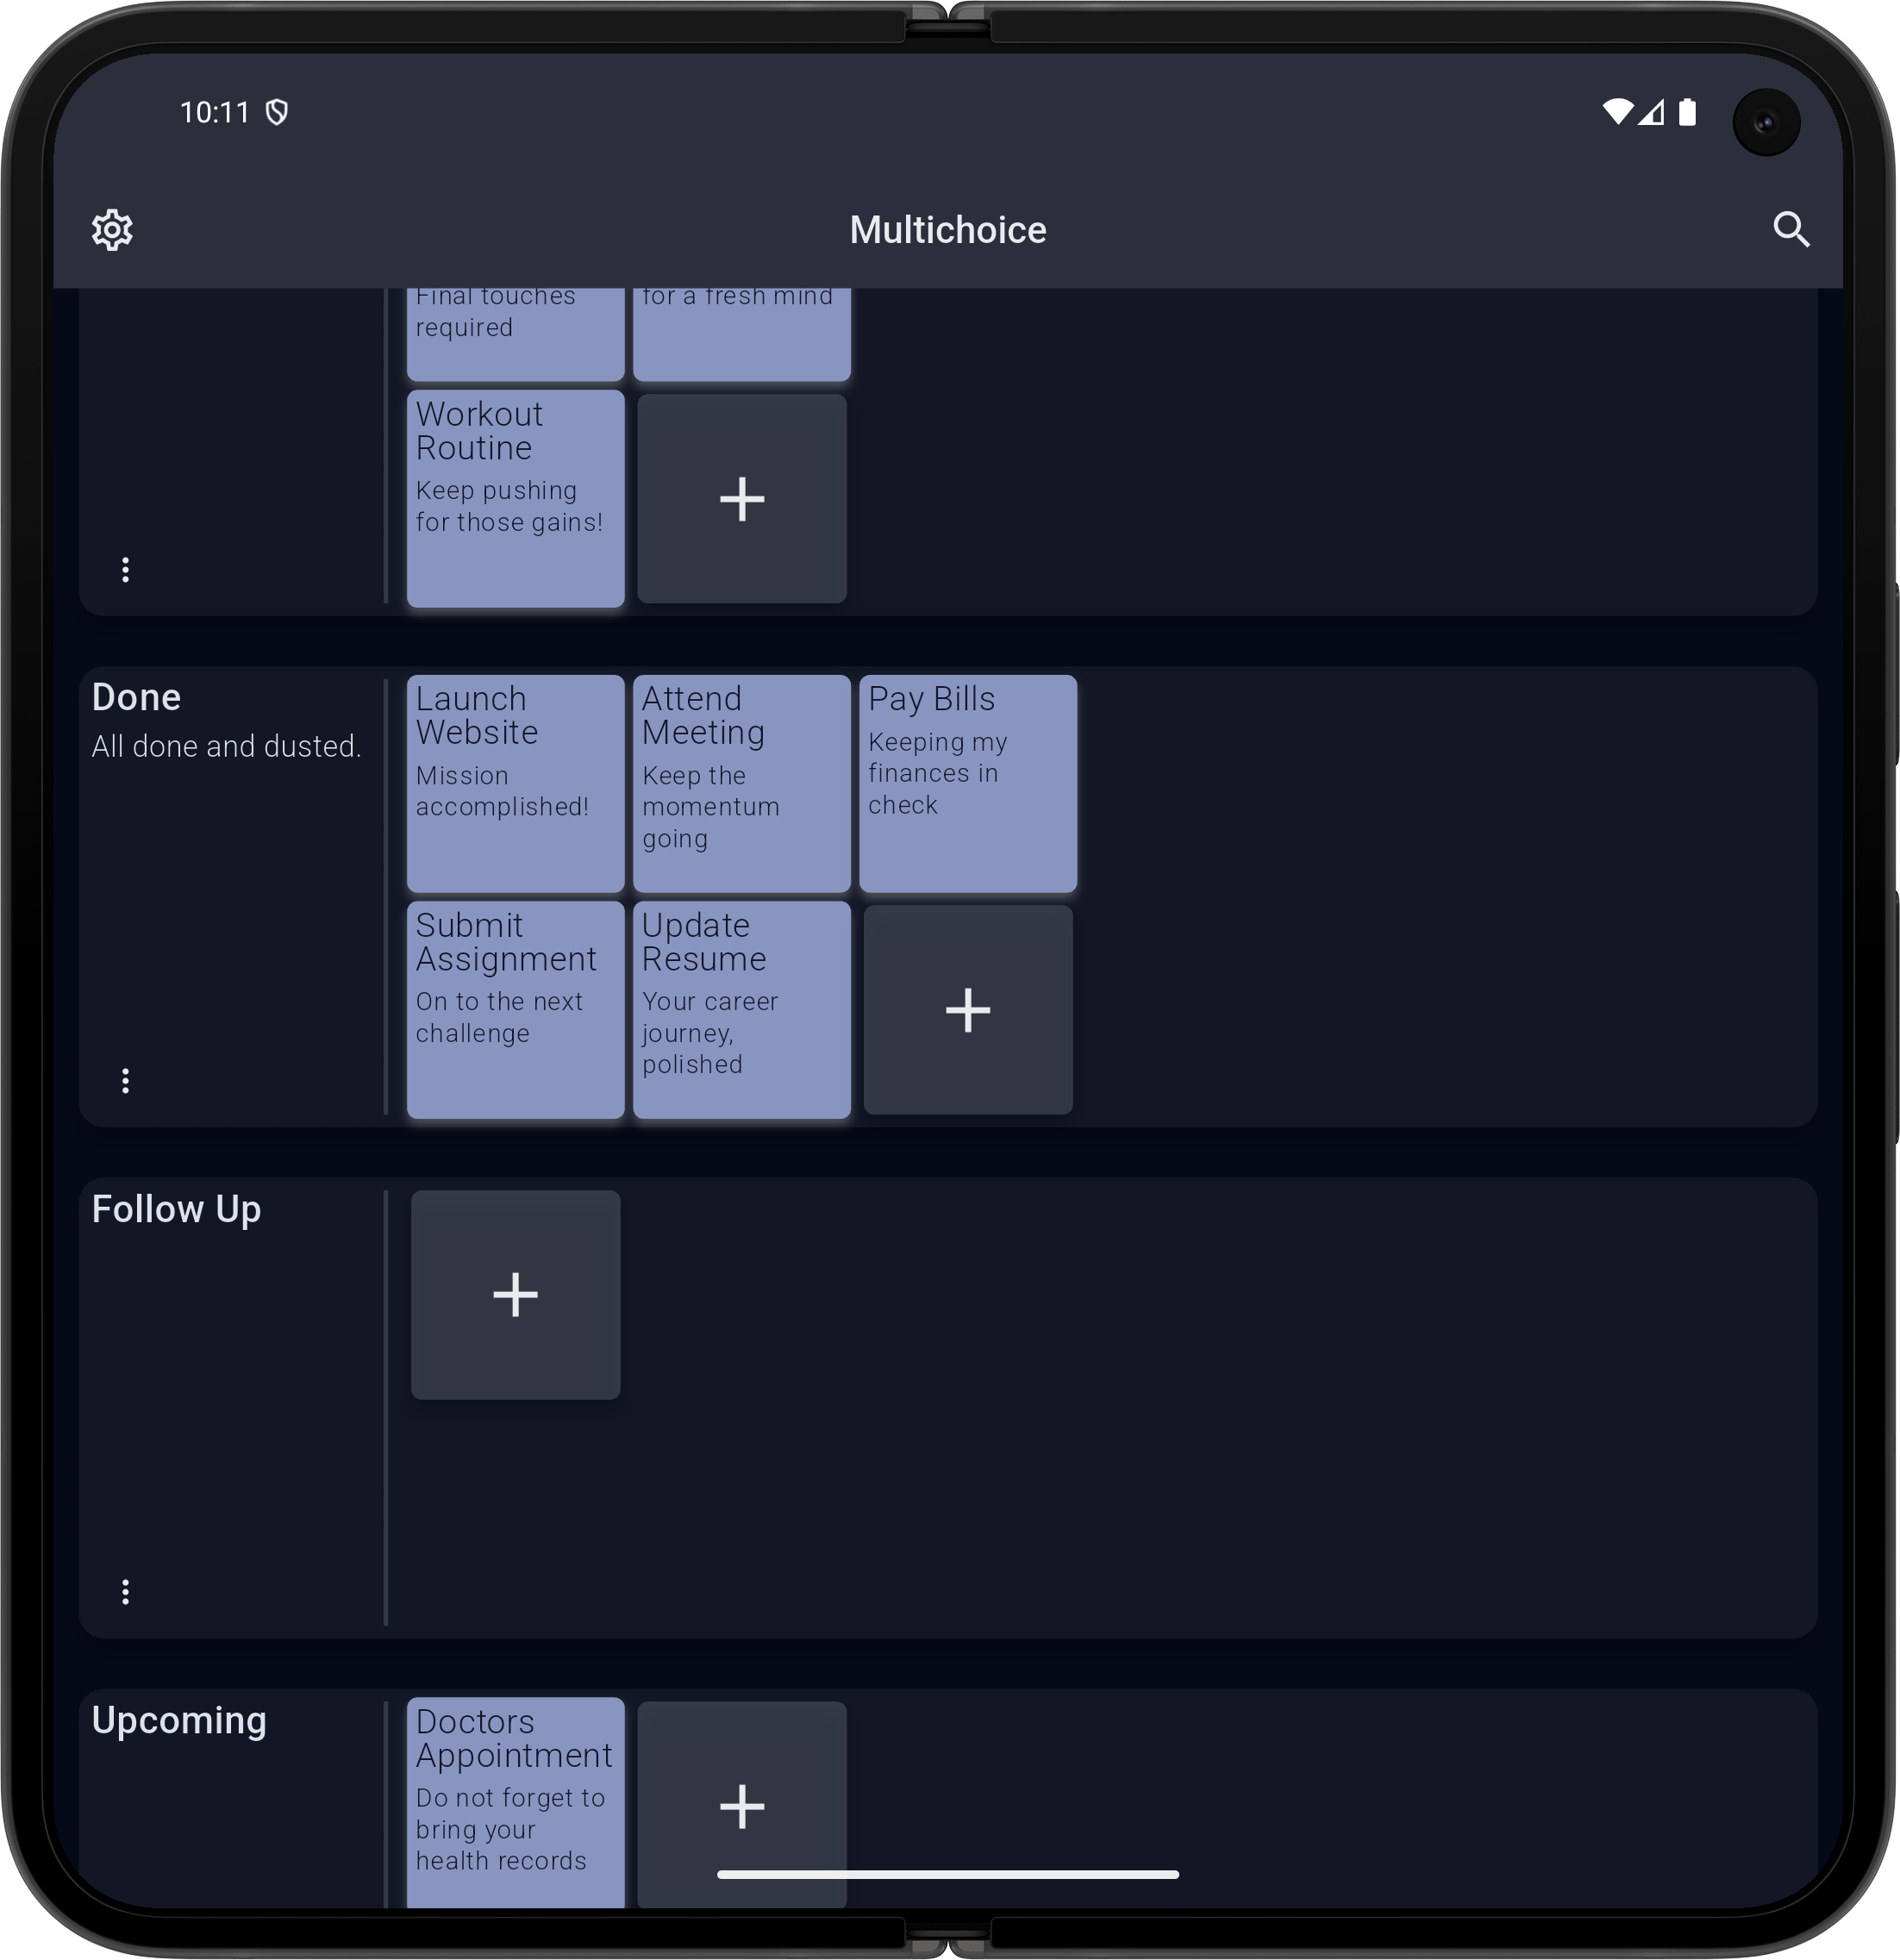 10:11
Multichoice
Final touches
required
for a fresh mind
Workout
Routine
Keep pushing
for those gains!
Done
All done and dusted.
Launch
Website
Mission
accomplished!
Attend
Meeting
Keep the
momentum
going
Pay Bills
Keeping my
finances in
check
Submit
Assignment
On to the next
challenge
Update
Resume
Your career
journey,
polished
Follow Up
Upcoming
Doctors
Appointment
Do not forget to
bring your
health records